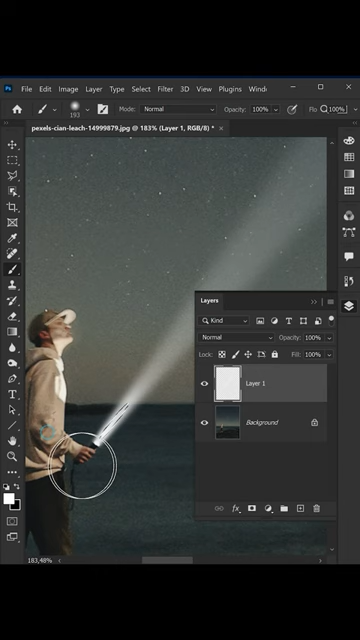 Ps File Edit Image Layer Type Select Filter 3D View Plugins Windo
193 Mode: Normal Opacity: 100% Flo 100%
pexels-cian-leach-14999879.jpg @ 183% (Layer 1, RGB/8) * ×
Layers
Kind
Normal Opacity: 100%
Lock: Fill: 100%
Layer 1
Background
fx
183,48%